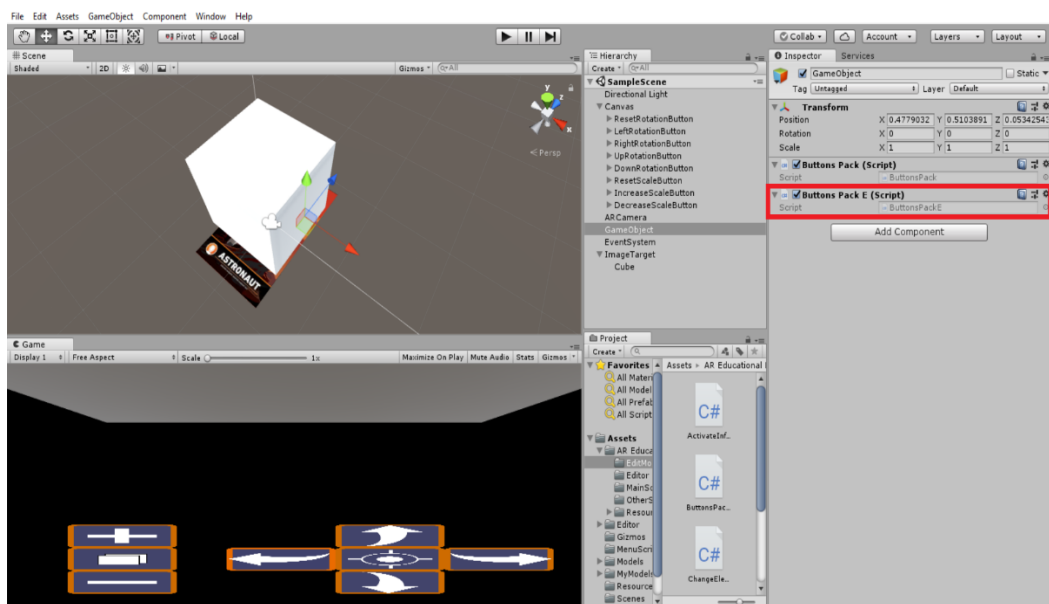 File Edit Assets GameObject Component Window Help
Pivot Local
Collab Account Layers Layout
Scene
Shaded 2D Gizmos All
y
z
x
Persp
ASTRONAUT
Game
Display 1 Free Aspect Scale 1x Maximize On Play Mute Audio Stats Gizmos
Hierarchy
Create All
SampleScene
Directional Light
Canvas
ResetRotationButton
LeftRotationButton
RightRotationButton
UpRotationButton
DownRotationButton
ResetScaleButton
IncreaseScaleButton
DecreaseScaleButton
ARCamera
GameObject
EventSystem
ImageTarget
Cube
Project
Create
Favorites
All Materi
All Model
All Prefab
All Script
Assets
AR Educa
EditMo
Editor
MainSc
OtherS
Resour
Editor
Gizmos
MenuScri
Models
MyModels
Resource
Scenes
Assets AR Educational
C#
ActivateInf...
C#
ButtonsPac...
C#
ChangeEle...
Inspector Services
GameObject Static
Tag Untagged Layer Default
Transform
Position X 0.4779032 Y 0.5103891 Z 0.05342543
Rotation X 0 Y 0 Z 0
Scale X 1 Y 1 Z 1
Buttons Pack (Script)
Script ButtonsPack
Buttons Pack E (Script)
Script ButtonsPackE
Add Component